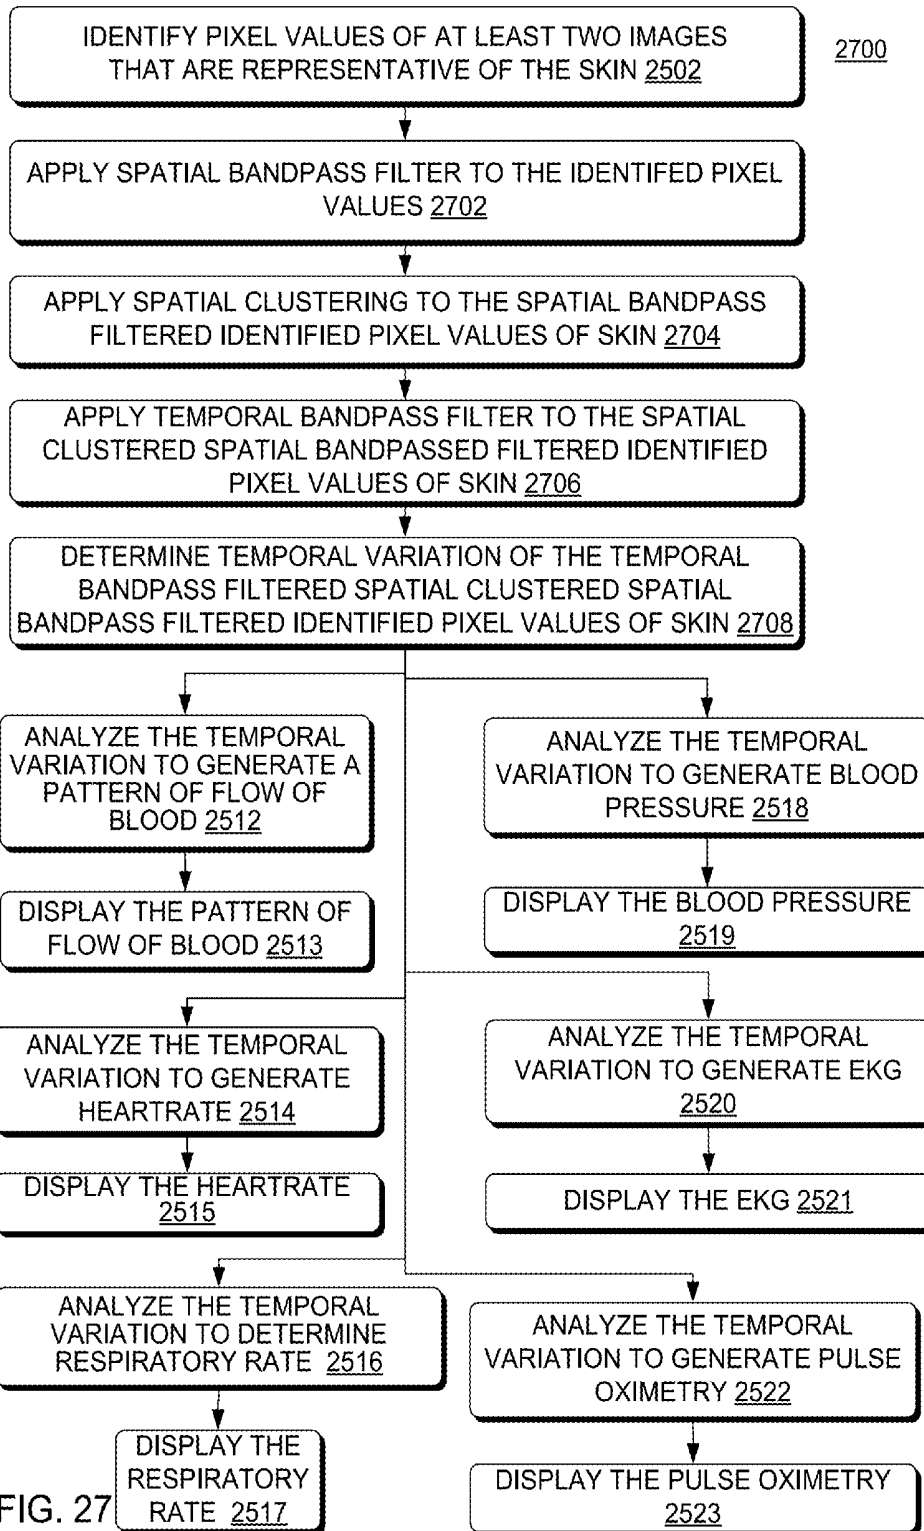 IDENTIFY PIXEL VALUES OF AT LEAST TWO IMAGES
THAT ARE REPRESENTATIVE OF THE SKIN 2502
2700
APPLY SPATIAL BANDPASS FILTER TO THE IDENTIFED PIXEL
VALUES 2702
APPLY SPATIAL CLUSTERING TO THE SPATIAL BANDPASS
FILTERED IDENTIFIED PIXEL VALUES OF SKIN 2704
APPLY TEMPORAL BANDPASS FILTER TO THE SPATIAL
CLUSTERED SPATIAL BANDPASSED FILTERED IDENTIFIED
PIXEL VALUES OF SKIN 2706
DETERMINE TEMPORAL VARIATION OF THE TEMPORAL
BANDPASS FILTERED SPATIAL CLUSTERED SPATIAL
BANDPASS FILTERED IDENTIFIED PIXEL VALUES OF SKIN 2708
ANALYZE THE TEMPORAL
VARIATION TO GENERATE A
PATTERN OF FLOW OF
BLOOD 2512
DISPLAY THE PATTERN OF
FLOW OF BLOOD 2513
ANALYZE THE TEMPORAL
VARIATION TO GENERATE BLOOD
PRESSURE 2518
DISPLAY THE BLOOD PRESSURE
2519
ANALYZE THE TEMPORAL
VARIATION TO GENERATE
HEARTRATE 2514
DISPLAY THE HEARTRATE
2515
ANALYZE THE TEMPORAL
VARIATION TO GENERATE EKG
2520
DISPLAY THE EKG 2521
ANALYZE THE TEMPORAL
VARIATION TO DETERMINE
RESPIRATORY RATE 2516
DISPLAY THE
RESPIRATORY
RATE 2517
ANALYZE THE TEMPORAL
VARIATION TO GENERATE PULSE
OXIMETRY 2522
DISPLAY THE PULSE OXIMETRY
2523
FIG. 27